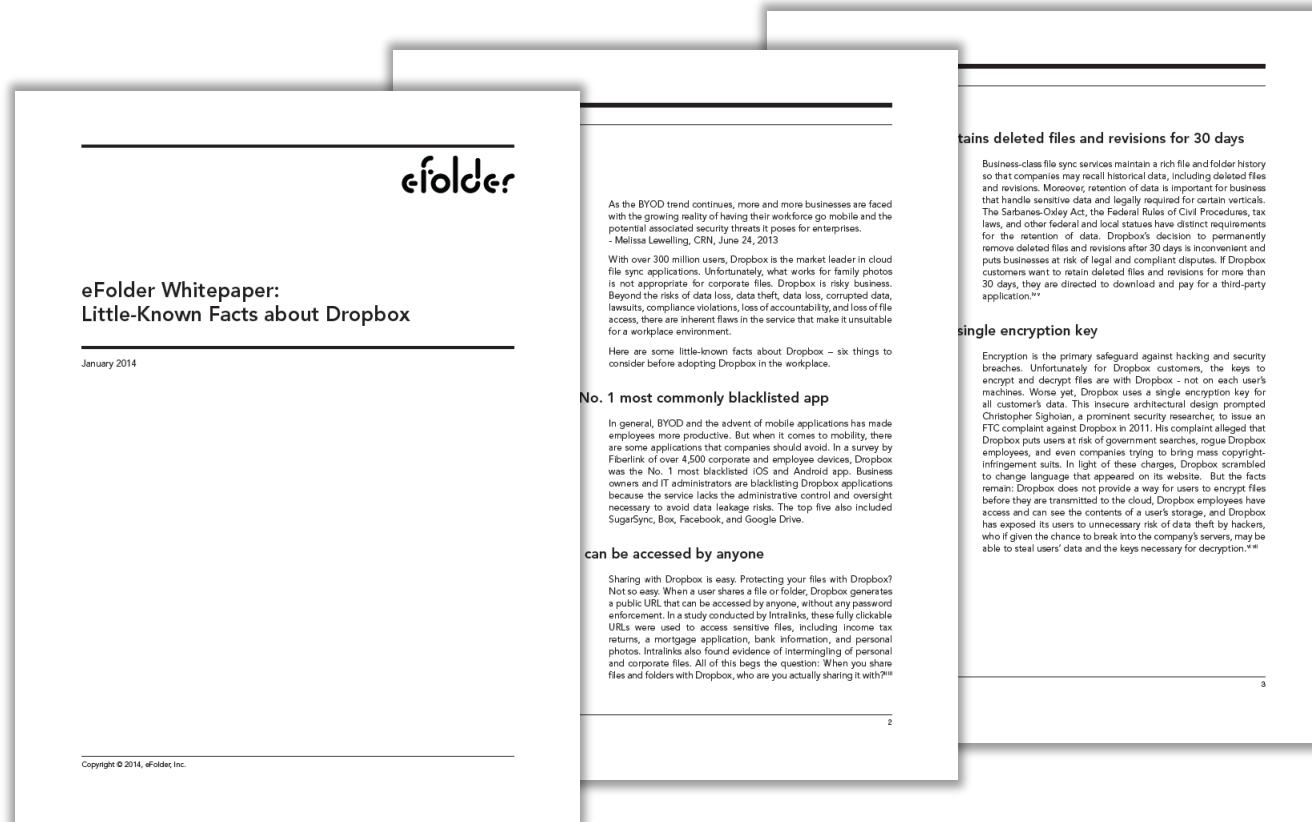 efolder
eFolder Whitepaper:
Little-Known Facts about Dropbox
January 2014
Copyright © 2014, eFolder, Inc.
As the BYOD trend continues, more and more businesses are faced
with the growing reality of having their workforce go mobile and the
potential associated security threats it poses for enterprises.
- Melissa Lewelling, CRN, June 24, 2013
With over 300 million users, Dropbox is the market leader in cloud
file sync applications. Unfortunately, what works for family photos
is not appropriate for corporate files. Dropbox is risky business.
Beyond the risks of data loss, data theft, data loss, corrupted data,
lawsuits, compliance violations, loss of accountability, and loss of file
access, there are inherent flaws in the service that make it unsuitable
for a workplace environment.
Here are some little-known facts about Dropbox – six things to
consider before adopting Dropbox in the workplace.
No. 1 most commonly blacklisted app
In general, BYOD and the advent of mobile applications has made
employees more productive. But when it comes to mobility, there
are some applications that companies should avoid. In a survey by
Fiberlink of over 4,500 corporate and employee devices, Dropbox
was the No. 1 most blacklisted iOS and Android app. Business
owners and IT administrators are blacklisting Dropbox applications
because the service lacks the administrative control and oversight
necessary to avoid data leakage risks. The top five also included
SugarSync, Box, Facebook, and Google Drive.
can be accessed by anyone
Sharing with Dropbox is easy. Protecting your files with Dropbox?
Not so easy. When a user shares a file or folder, Dropbox generates
a public URL that can be accessed by anyone, without any password
enforcement. In a study conducted by Intralinks, these fully clickable
URLs were used to access sensitive files, including income tax
returns, a mortgage application, bank information, and personal
photos. Intralinks also found evidence of intermingling of personal
and corporate files. All of this begs the question: When you share
files and folders with Dropbox, who are you actually sharing it with?
2
tains deleted files and revisions for 30 days
Business-class file sync services maintain a rich file and folder history
so that companies may recall historical data, including deleted files
and revisions. Moreover, retention of data is important for business
that handle sensitive data and legally required for certain verticals.
The Sarbanes-Oxley Act, the Federal Rules of Civil Procedures, tax
laws, and other federal and local statues have distinct requirements
for the retention of data. Dropbox's decision to permanently
remove deleted files and revisions after 30 days is inconvenient and
puts businesses at risk of legal and compliant disputes. If Dropbox
customers want to retain deleted files and revisions for more than
30 days, they are directed to download and pay for a third-party
application.
single encryption key
Encryption is the primary safeguard against hacking and security
breaches. Unfortunately for Dropbox customers, the keys to
encrypt and decrypt files are with Dropbox - not on each user's
machines. Worse yet, Dropbox uses a single encryption key for
all customer's data. This insecure architectural design prompted
Christopher Sighoian, a prominent security researcher, to issue an
FTC complaint against Dropbox in 2011. His complaint alleged that
Dropbox puts users at risk of government searches, rogue Dropbox
employees, and even companies trying to bring mass copyright-
infringement suits. In light of these charges, Dropbox scrambled
to change language that appeared on its website. But the facts
remain: Dropbox does not provide a way for users to encrypt files
before they are transmitted to the cloud, Dropbox employees have
access and can see the contents of a user's storage, and Dropbox
has exposed its users to unnecessary risk of data theft by hackers,
who if given the chance to break into the company's servers, may be
able to steal users' data and the keys necessary for decryption.
3